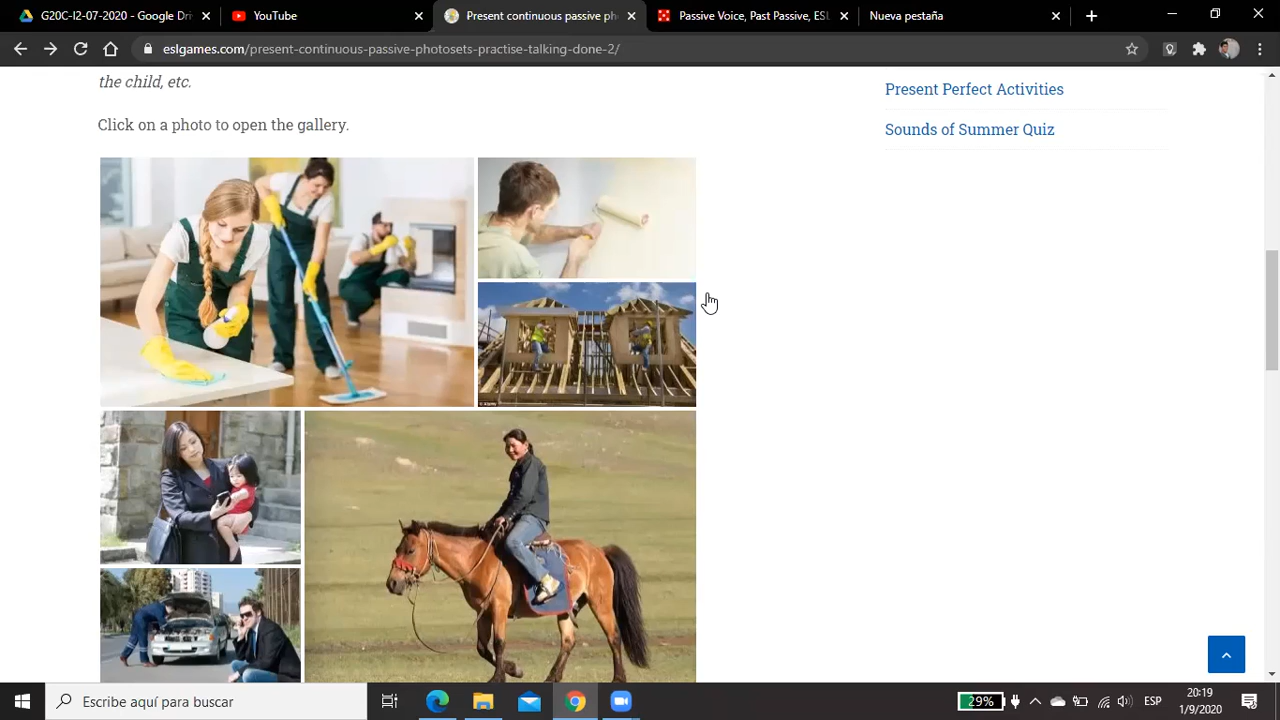 G20C-I2-07-2020 - Google Dri
YouTube
Present continuous passive ph
Passive Voice, Past Passive, ESL
Nueva pestaña
eslgames.com/present-continuous-passive-photosets-practise-talking-done-2/
the child, etc.
Click on a photo to open the gallery.
Present Perfect Activities
Sounds of Summer Quiz
Escribe aquí para buscar
29%
ESP
20:19
1/9/2020